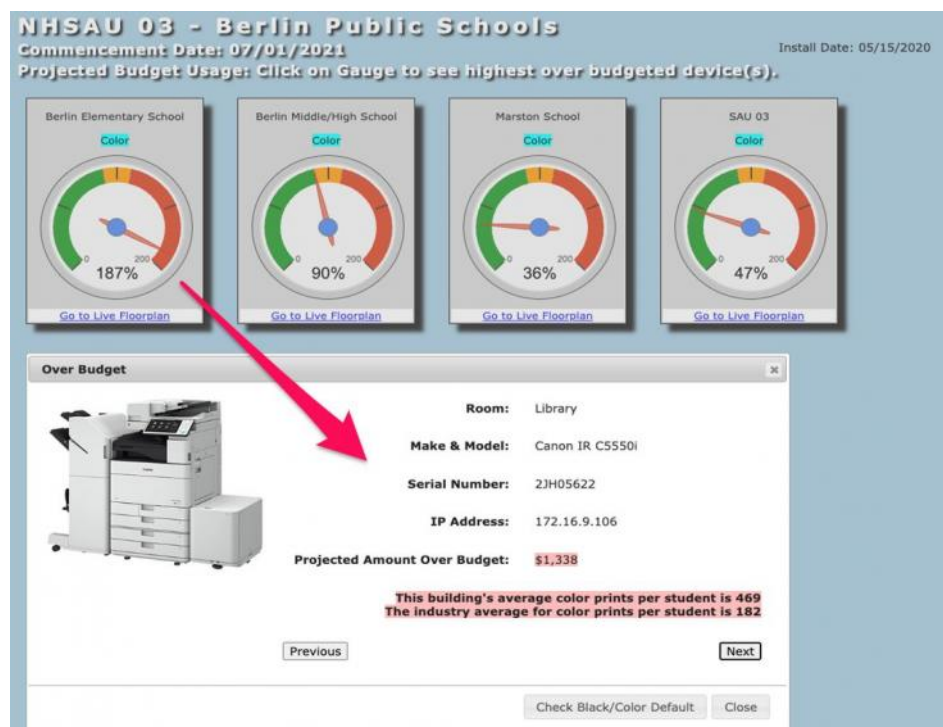 NHSAU 03 - Berlin Public Schools
Commencement Date: 07/01/2021
Install Date: 05/15/2020
Projected Budget Usage: Click on Gauge to see highest over budgeted device(s).
Berlin Elementary School
Color
0
200
187%
Go to Live Floorplan
Berlin Middle/High School
Color
0
200
90%
Go to Live Floorplan
Marston School
Color
0
200
36%
Go to Live Floorplan
SAU 03
Color
0
200
47%
Go to Live Floorplan
Over Budget
Room: Library
Make & Model: Canon IR C5550i
Serial Number: 2JH05622
IP Address: 172.16.9.106
Projected Amount Over Budget: $1,338
This building's average color prints per student is 469
The industry average for color prints per student is 182
Previous
Next
Check Black/Color Default
Close